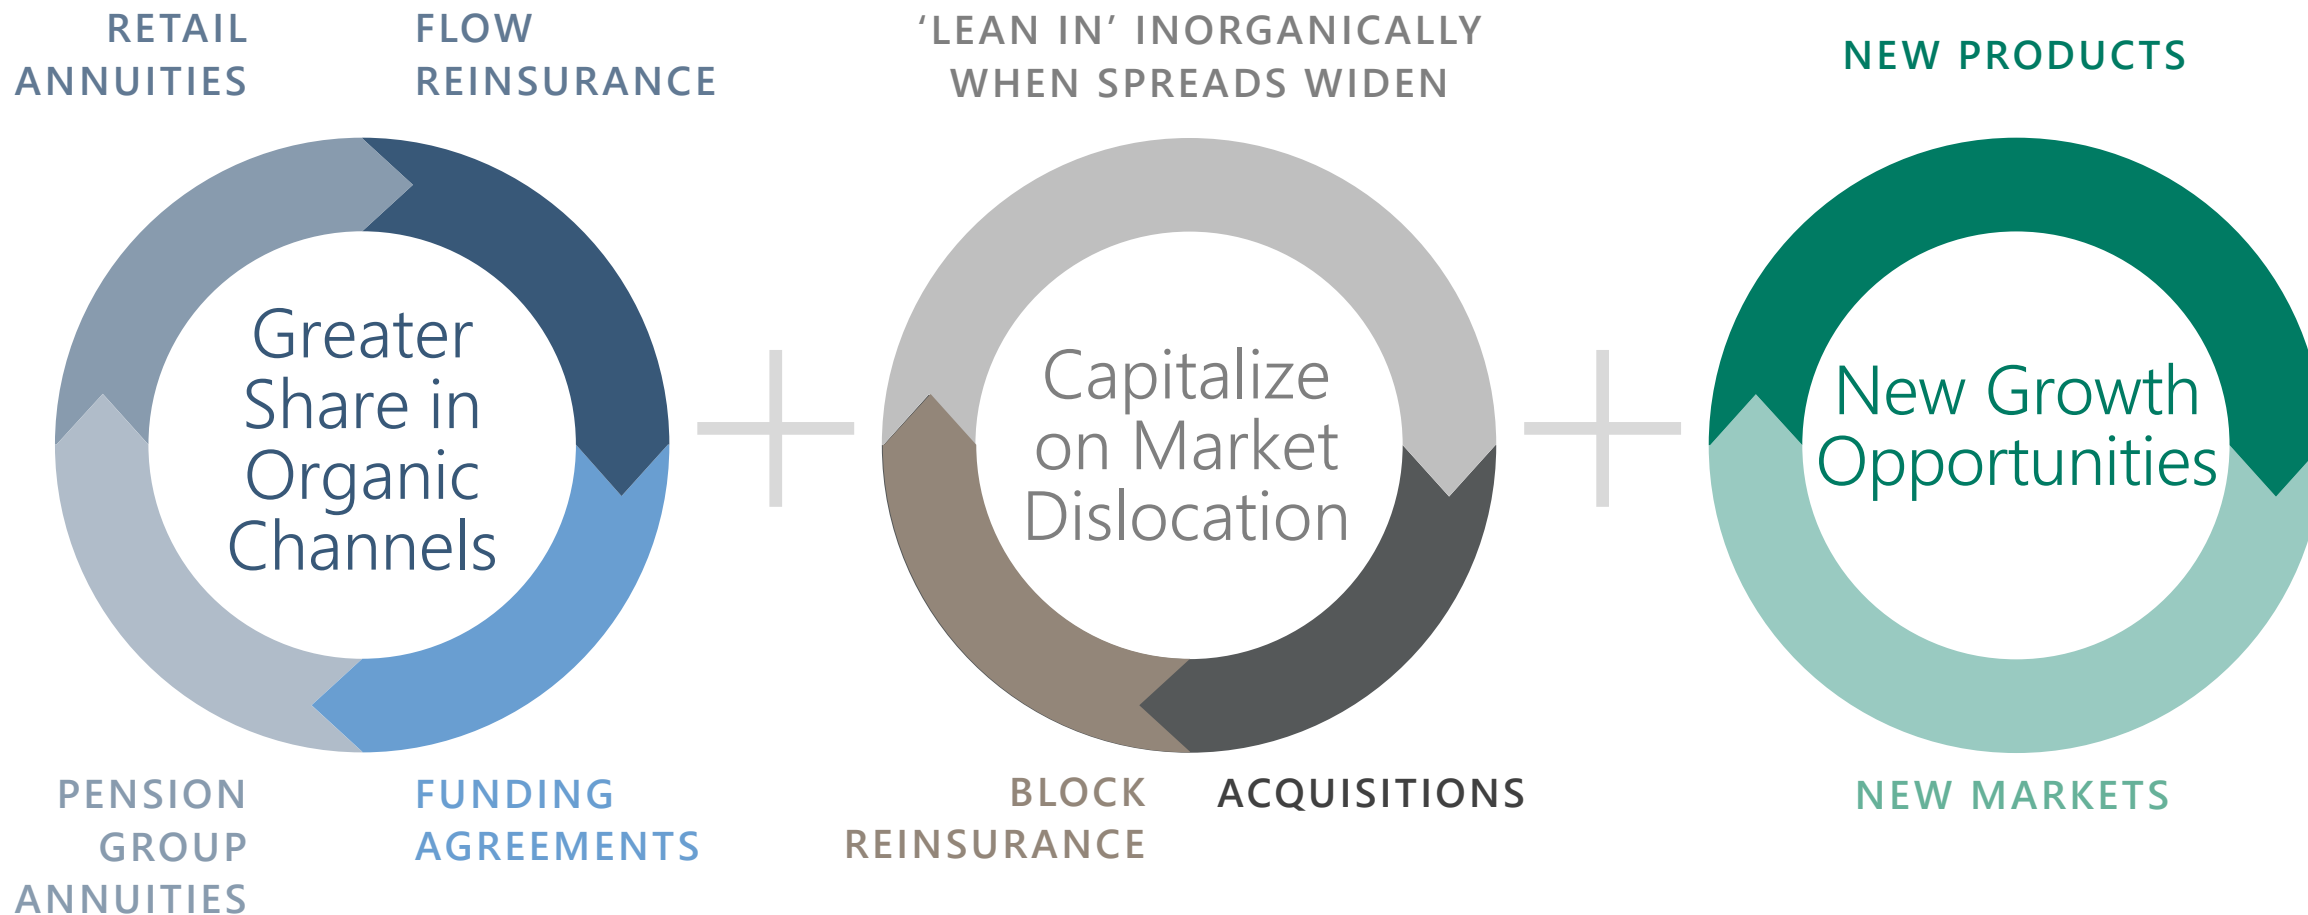 RETAIL
ANNUITIES
FLOW
REINSURANCE
Greater
Share in
Organic
Channels
PENSION
GROUP
ANNUITIES
FUNDING
AGREEMENTS
‘LEAN IN’ INORGANICALLY
WHEN SPREADS WIDEN
Capitalize
on Market
Dislocation
BLOCK
REINSURANCE
ACQUISITIONS
NEW PRODUCTS
New Growth
Opportunities
NEW MARKETS